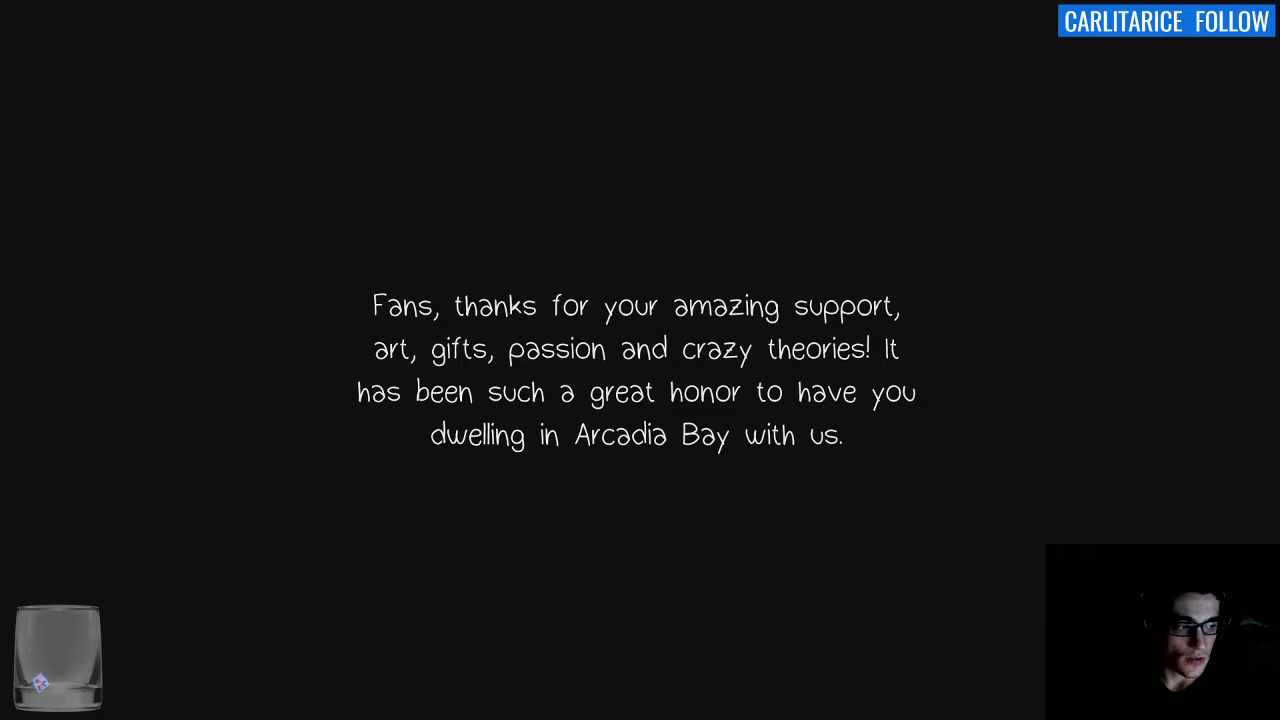 CARLITARICE FOLLOW
Fans, thanks for your amazing support,
art, gifts, passion and crazy theories! It
has been such a great honor to have you
dwelling in Arcadia Bay with us.